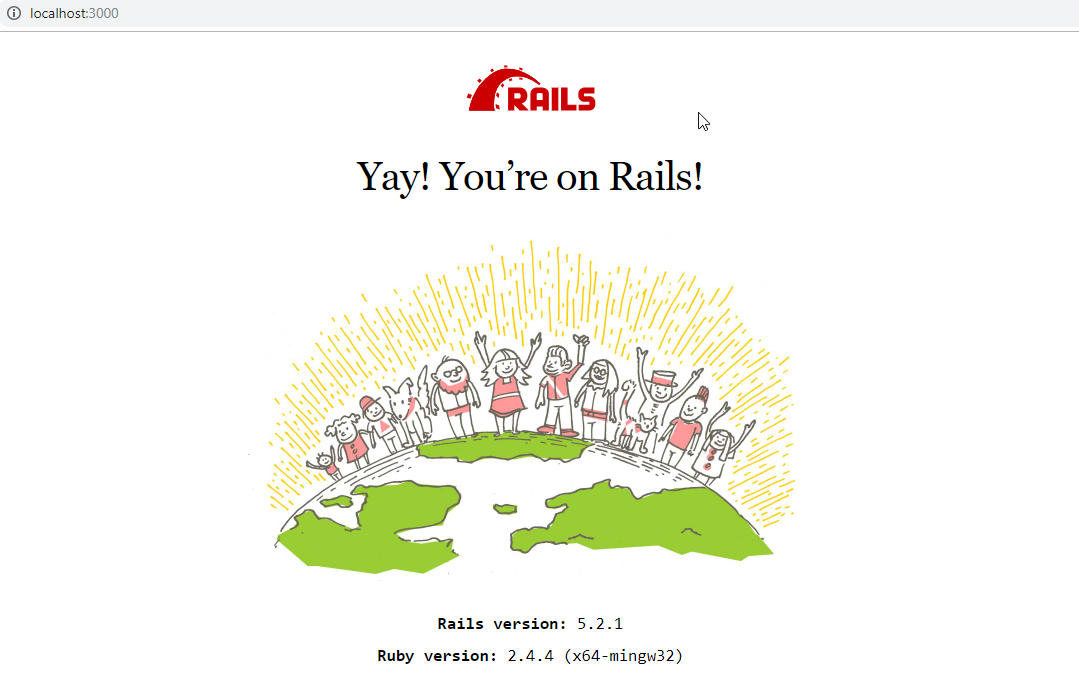 localhost:3000
RAILS
Yay! You’re on Rails!
Rails version: 5.2.1
Ruby version: 2.4.4 (x64-mingw32)